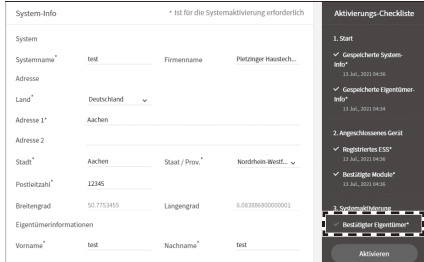 System-Info
* Ist für die Systemaktivierung erforderlich
System
Systemname* test Firmenname Pletzinger Haustech...
Adresse
Land* Deutschland
Adresse 1* Aachen
Adresse 2
Stadt* Aachen Staat / Prov.* Nordrhein-Westf...
Postleitzahl* 12345
Breitengrad 50.7753455 Längengrad 6.083886800000001
Eigentümerinformationen
Vorname* test Nachname* test
Aktivierungs-Checkliste
1. Start
Gespeicherte System-
Info*
13 Jul., 2021 04:36
Gespeicherte Eigentümer-
Info*
13 Jul., 2021 04:34
2. Angeschlossenes Gerät
Registriertes ESS*
13 Jul., 2021 04:36
Bestätigte Module*
13 Jul., 2021 04:36
3. Systemaktivierung
Bestätigter Eigentümer*
Aktivieren